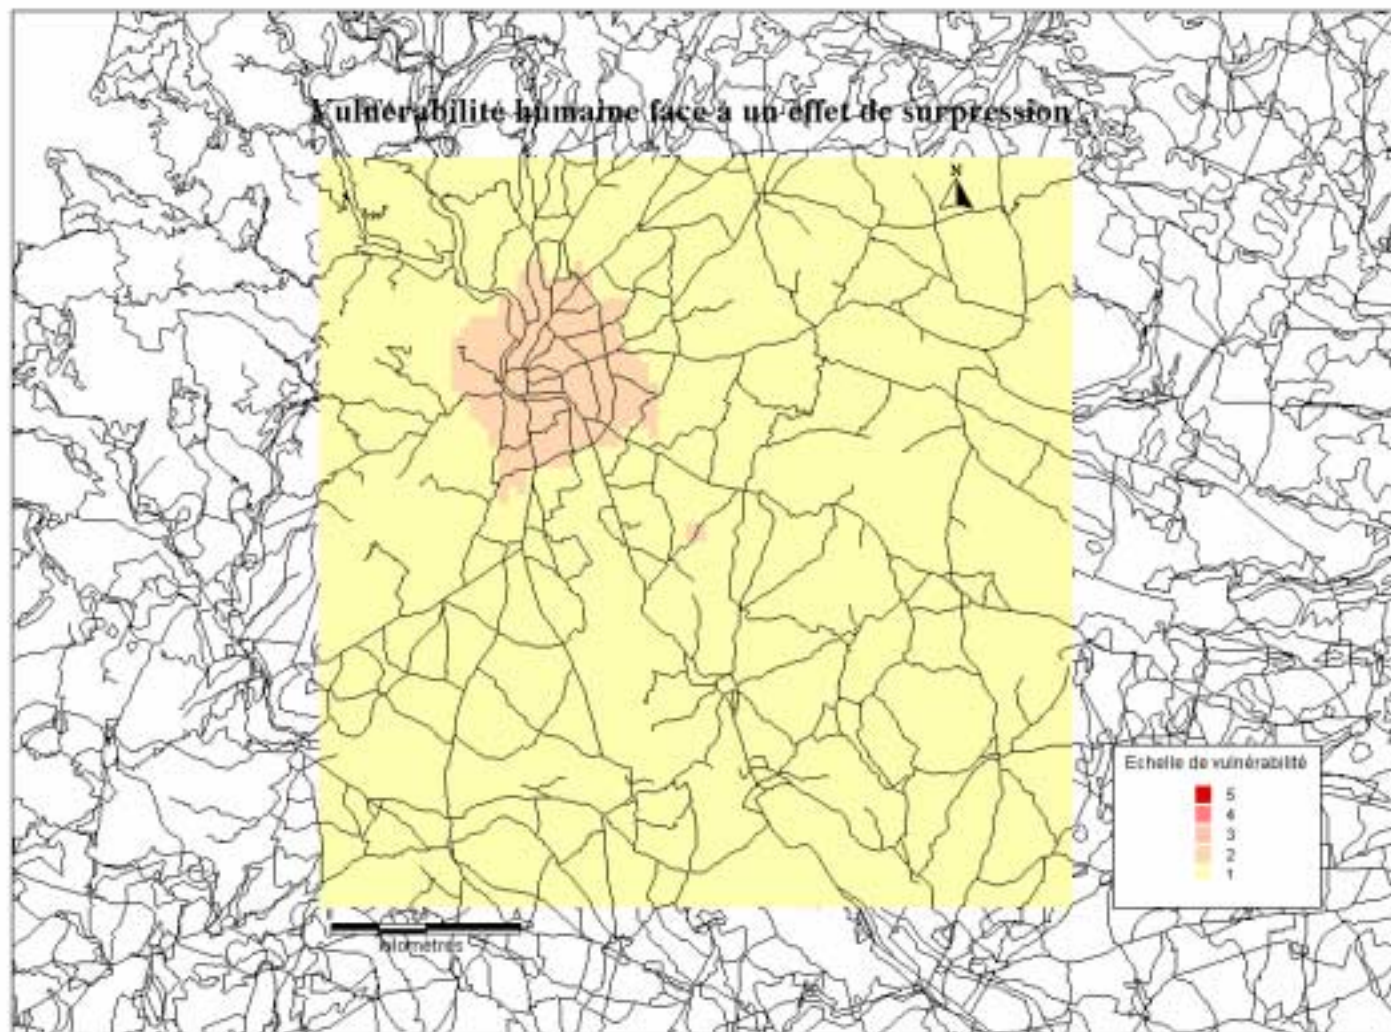 Vulnérabilité humaine face à un effet de surpression
N
Echelle de vulnérabilité
5
4
3
2
1
kilomètres